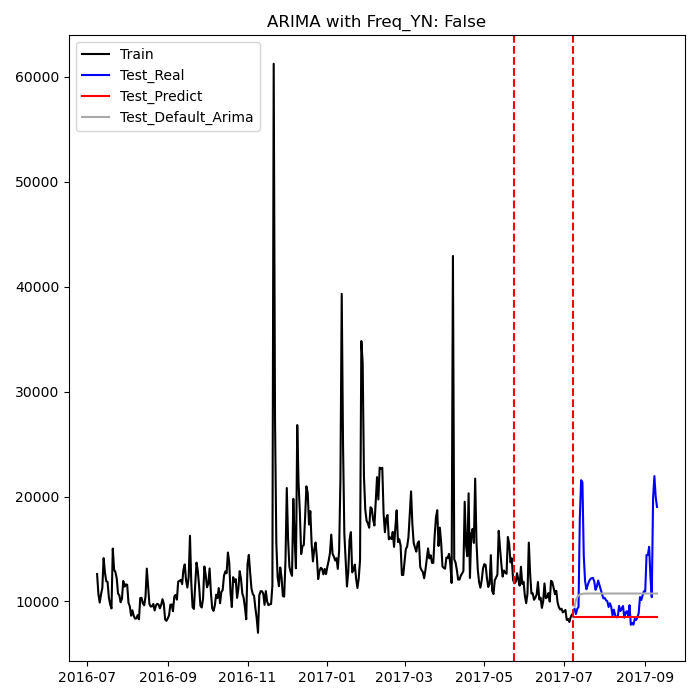 ARIMA with Freq_YN: False
Train
Test_Real
Test_Predict
Test_Default_Arima
60000
50000
40000
30000
20000
10000
2016-07 2016-09 2016-11 2017-01 2017-03 2017-05 2017-07 2017-09